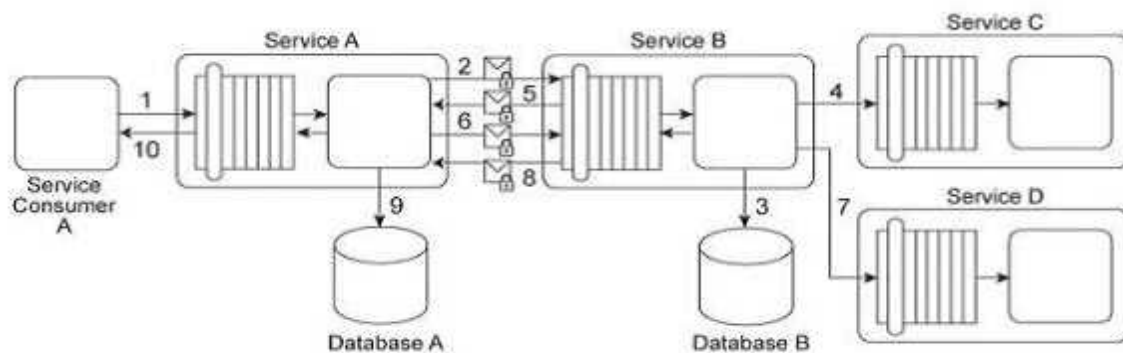 Service A
Service B
Service C
1
2
5
6
8
4
10
Service
Consumer
A
9
3
7
Service D
Database A
Database B